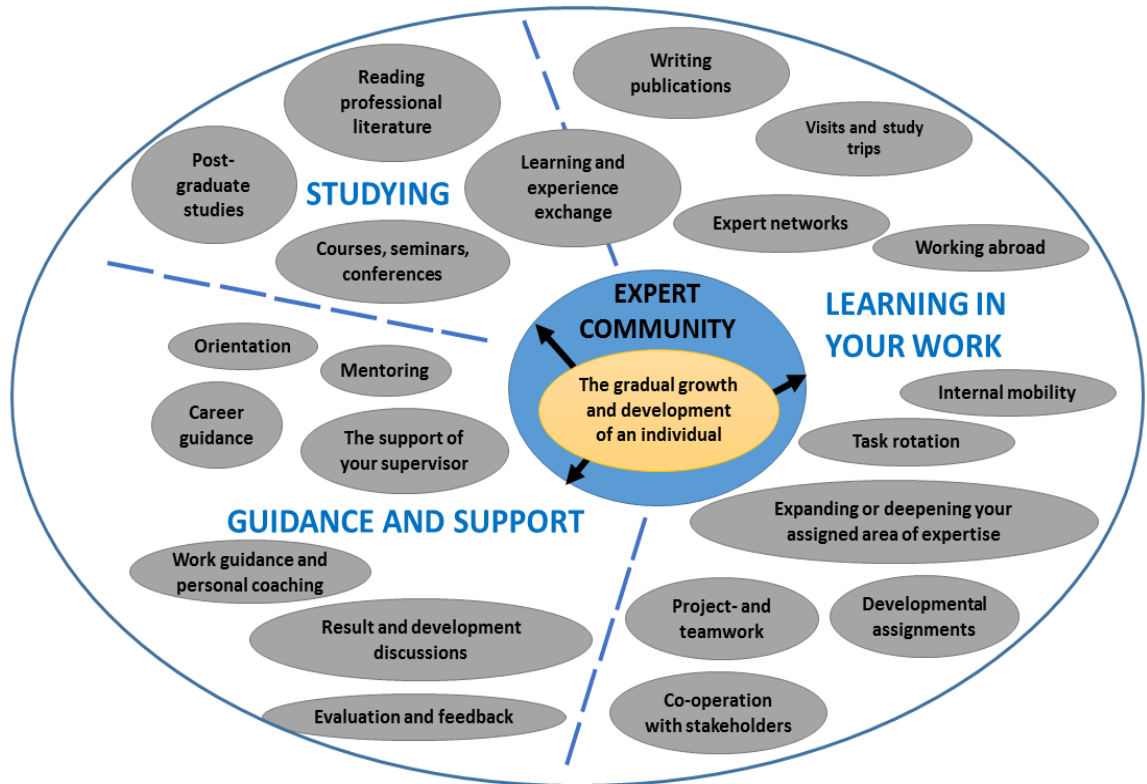 Reading
professional
literature
Post-
graduate
studies
STUDYING
Courses, seminars,
conferences
Learning and
experience
exchange
Writing
publications
Visits and study
trips
Expert networks
Working abroad
LEARNING IN
YOUR WORK
EXPERT
COMMUNITY
The gradual growth
and development
of an individual
Internal mobility
Task rotation
Expanding or deepening your
assigned area of expertise
Project- and
teamwork
Developmental
assignments
Co-operation
with stakeholders
Orientation
Mentoring
Career
guidance
The support of
your supervisor
GUIDANCE AND SUPPORT
Work guidance and
personal coaching
Result and development
discussions
Evaluation and feedback